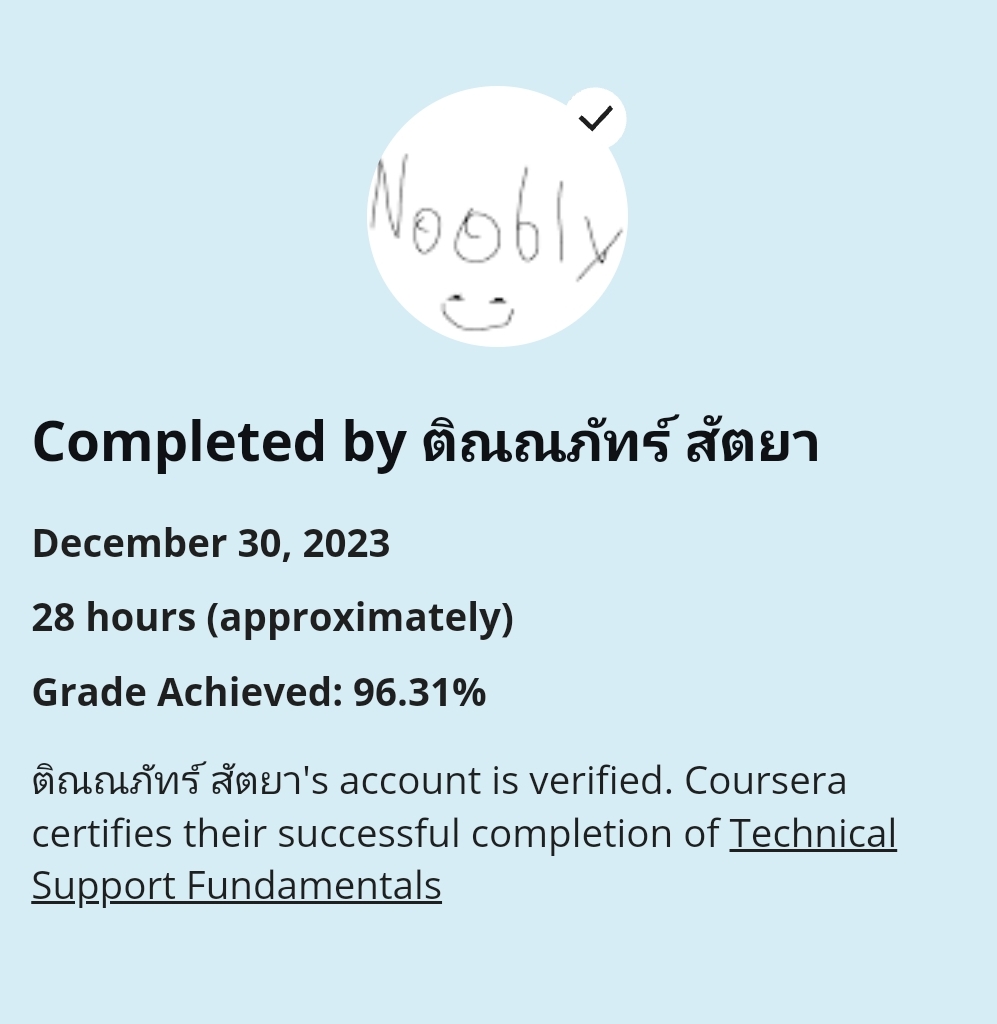 Noobly
Completed by ติณณภัทร์ สัตยา
December 30, 2023
28 hours (approximately)
Grade Achieved: 96.31%
ติณณภัทร์ สัตยา's account is verified. Coursera
certifies their successful completion of Technical
Support Fundamentals